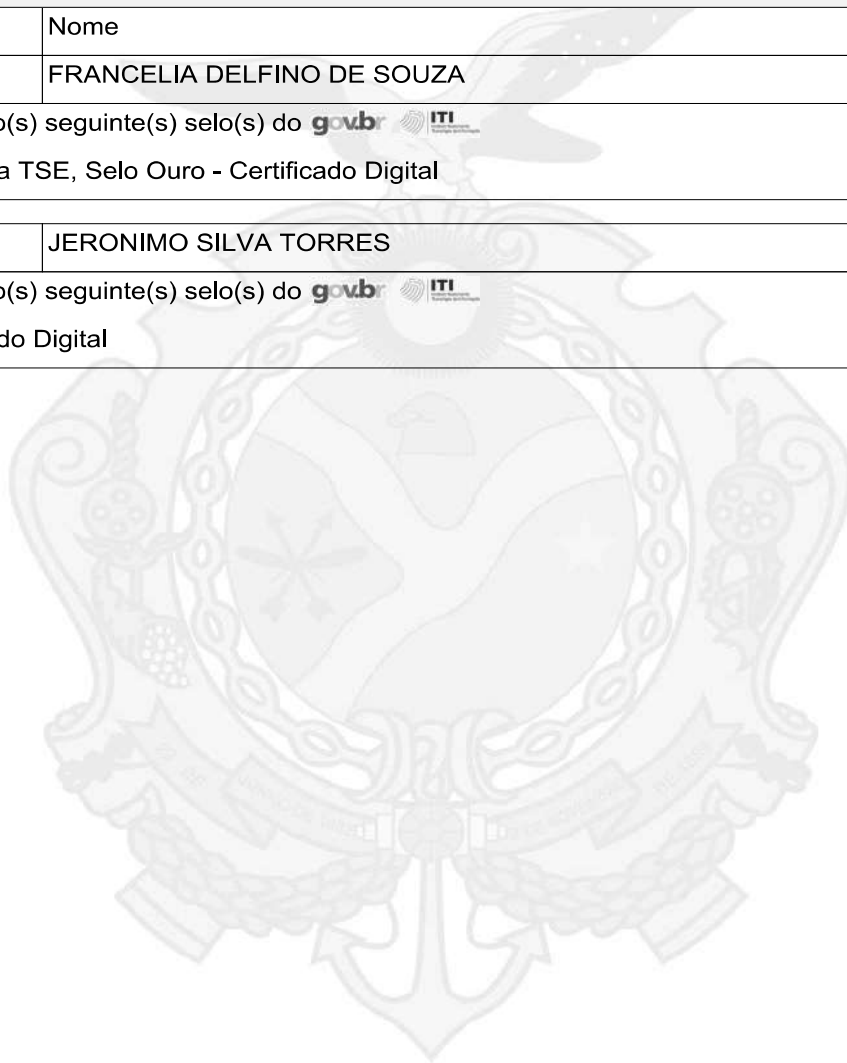 Nome
FRANCELIA DELFINO DE SOUZA
o(s) seguinte(s) selo(s) do gov.br ITI
a TSE, Selo Ouro - Certificado Digital
JERONIMO SILVA TORRES
o(s) seguinte(s) selo(s) do gov.br ITI
do Digital